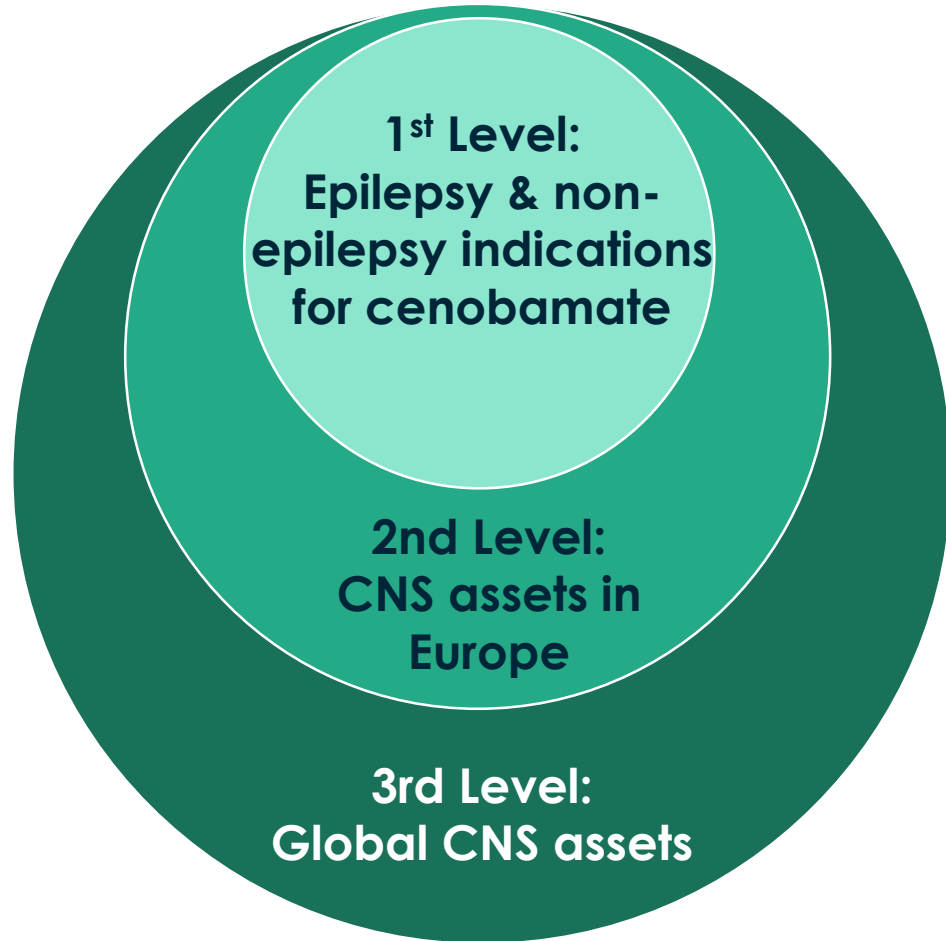 1st Level:
Epilepsy & non-
epilepsy indications
for cenobamate
2nd Level:
CNS assets in
Europe
3rd Level:
Global CNS assets